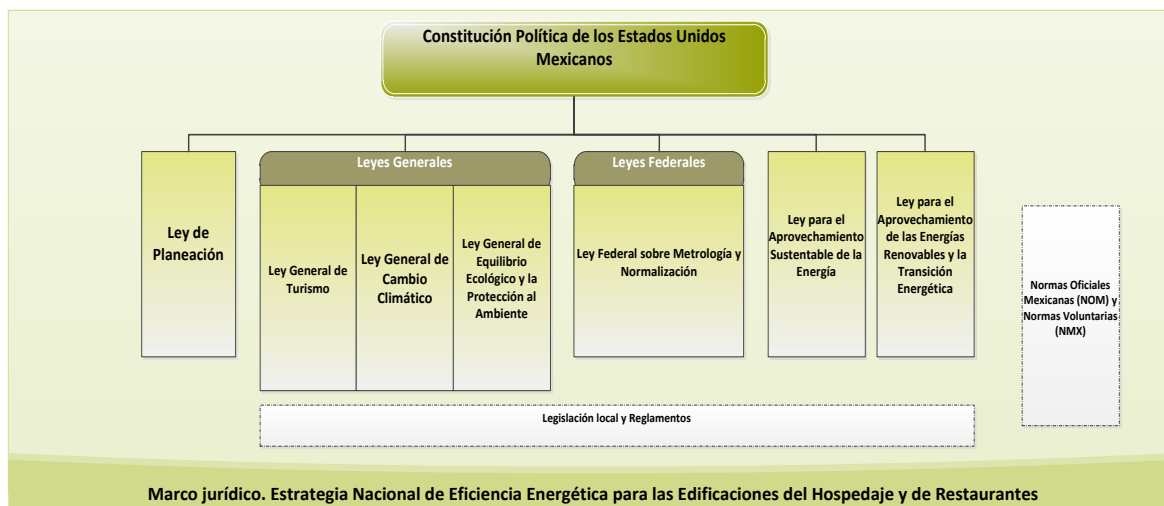 Constitución Política de los Estados Unidos
Mexicanos
Leyes Generales
Leyes Federales
Ley de
Planeación
Ley General de
Turismo
Ley General de
Cambio
Climático
Ley General de
Equilibrio
Ecológico y la
Protección al
Ambiente
Ley Federal sobre Metrología y
Normalización
Ley para el
Aprovechamiento
Sustentable de la
Energía
Ley para el
Aprovechamiento
de las Energías
Renovables y la
Transición
Energética
Normas Oficiales
Mexicanas (NOM) y
Normas Voluntarias
(NMX)
Legislación local y Reglamentos
Marco jurídico. Estrategia Nacional de Eficiencia Energética para las Edificaciones del Hospedaje y de Restaurantes